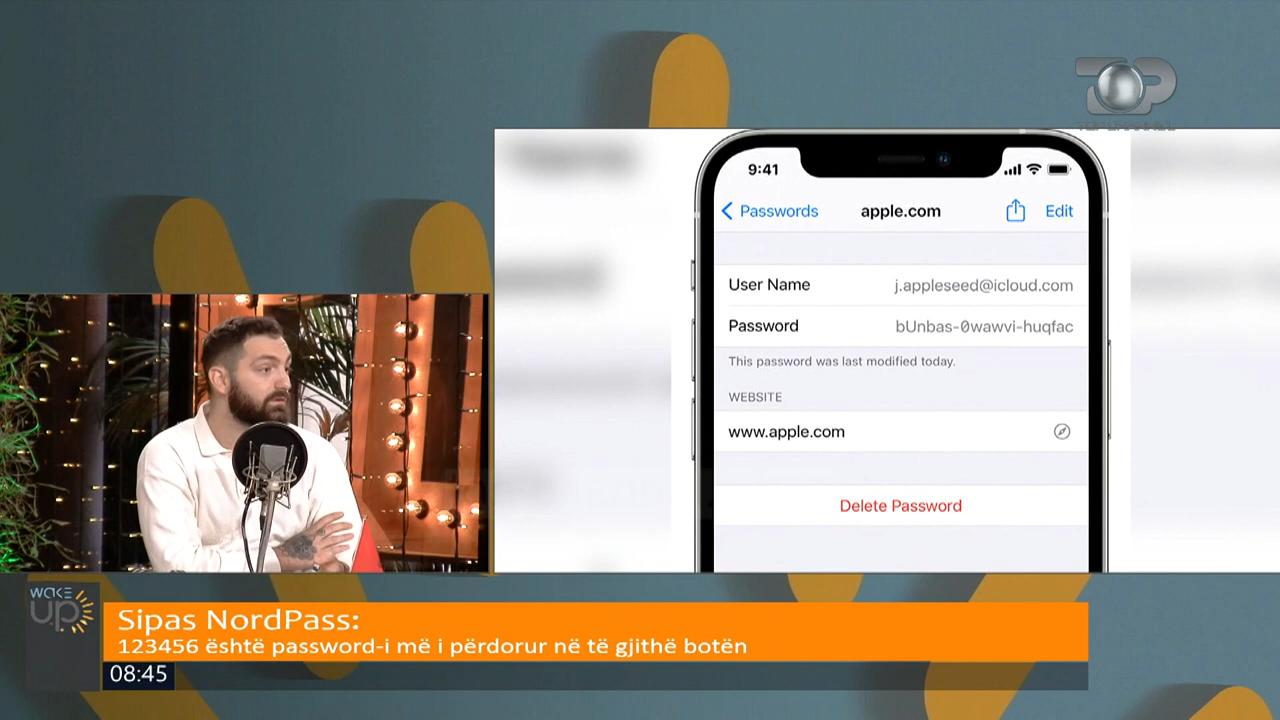 TOP CHANNEL
9:41
Passwords
apple.com
Edit
User Name
j.appleseed@icloud.com
Password
bUnbas-0wawvi-huqfac
This password was last modified today.
WEBSITE
www.apple.com
Delete Password
WAKE
up.
Sipas NordPass:
123456 është password-i më i përdorur në të gjithë botën
08:45